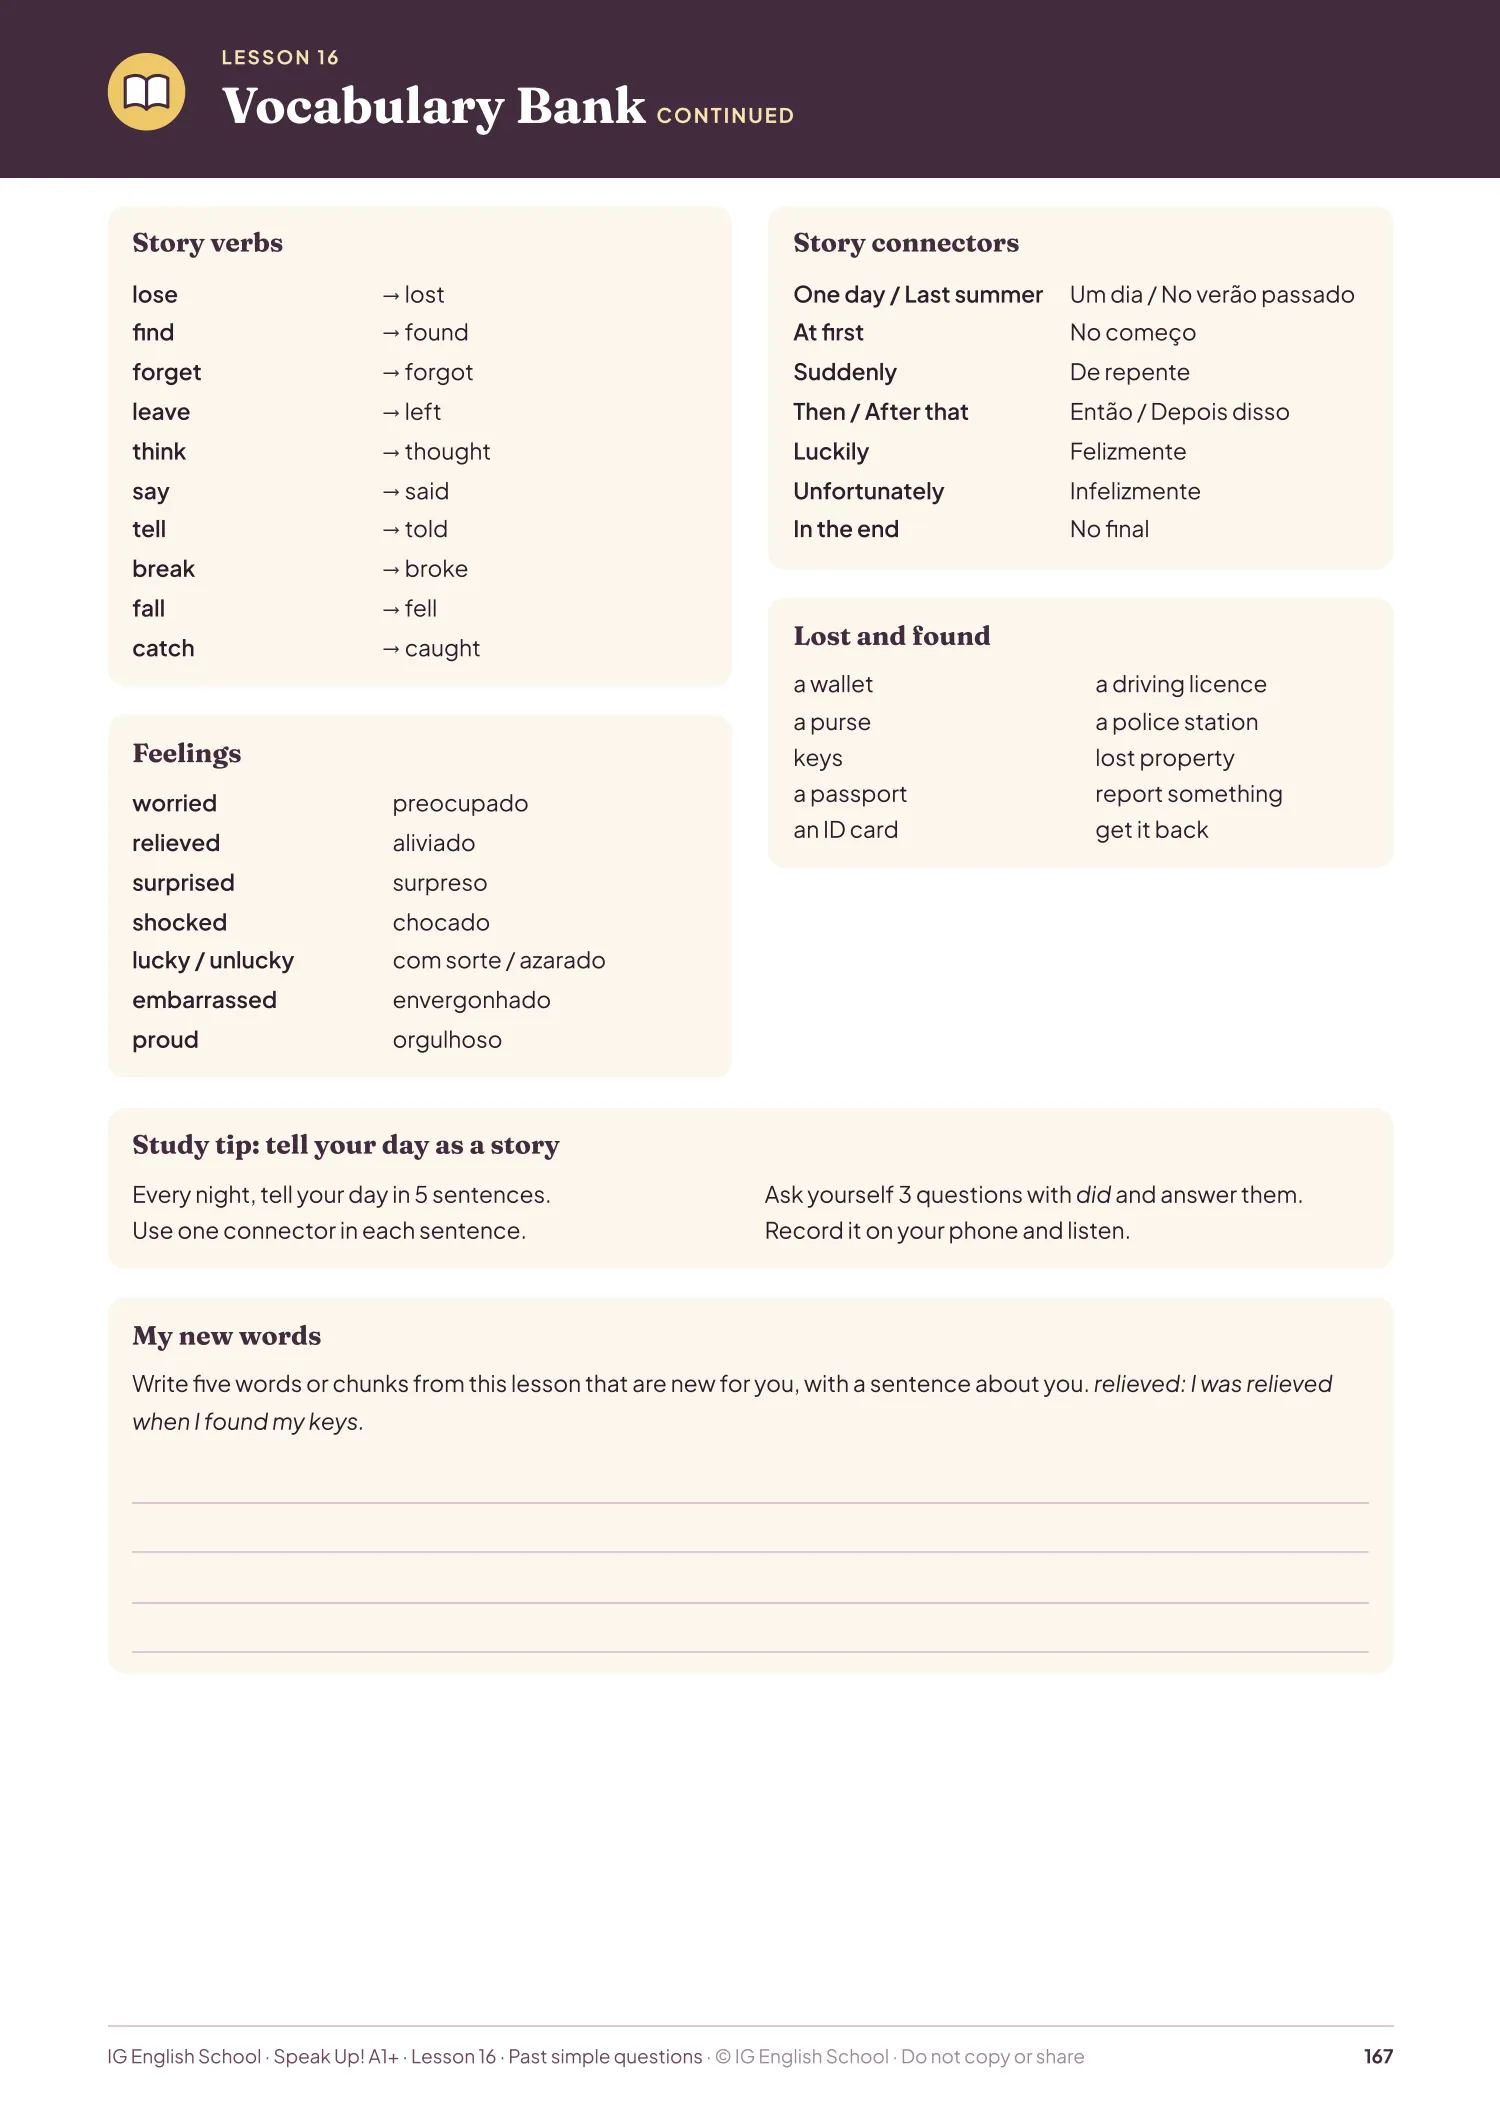 LESSON 16
Vocabulary Bank CONTINUED
Story verbs
lose → lost
find → found
forget → forgot
leave → left
think → thought
say → said
tell → told
break → broke
fall → fell
catch → caught
Feelings
worried preocupado
relieved aliviado
surprised surpreso
shocked chocado
lucky / unlucky com sorte / azarado
embarrassed envergonhado
proud orgulhoso
Story connectors
One day / Last summer Um dia / No verão passado
At first No começo
Suddenly De repente
Then / After that Então / Depois disso
Luckily Felizmente
Unfortunately Infelizmente
In the end No final
Lost and found
a wallet a driving licence
a purse a police station
keys lost property
a passport report something
an ID card get it back
Study tip: tell your day as a story
Every night, tell your day in 5 sentences. Ask yourself 3 questions with did and answer them.
Use one connector in each sentence. Record it on your phone and listen.
My new words
Write five words or chunks from this lesson that are new for you, with a sentence about you. relieved: I was relieved
when I found my keys.
IG English School · Speak Up! A1+ · Lesson 16 · Past simple questions · © IG English School · Do not copy or share 167